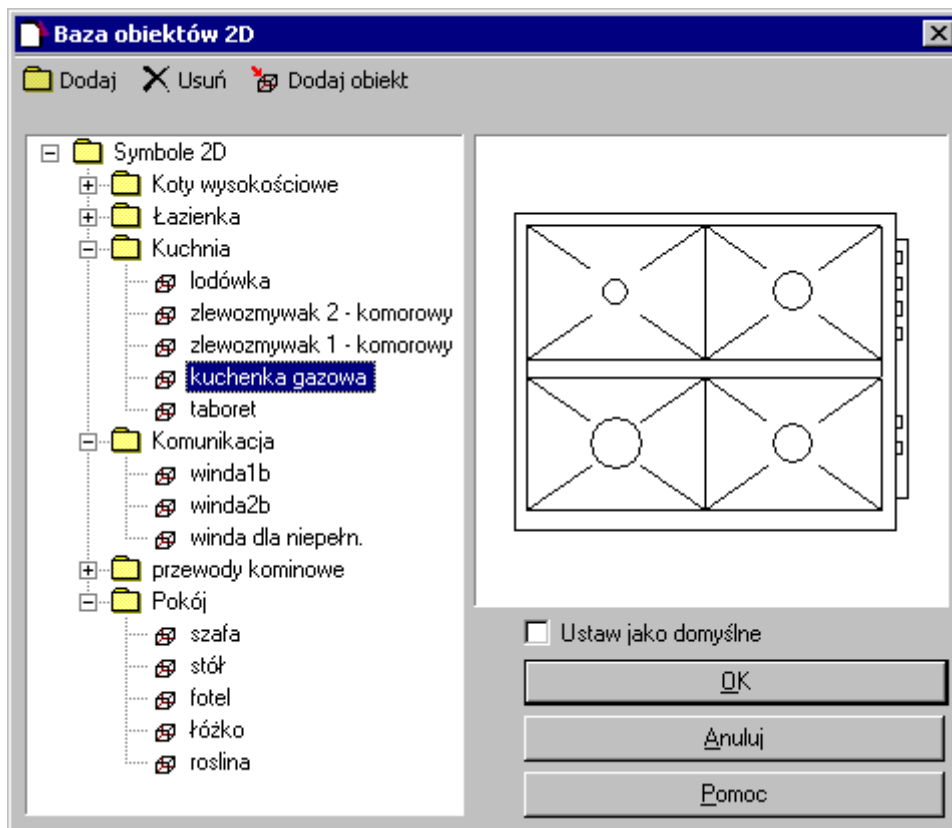 Baza obiektów 2D
Dodaj Usuń Dodaj obiekt
Symbole 2D
Koty wysokościowe
Łazienka
Kuchnia
lodówka
zlewozmywak 2 - komorowy
zlewozmywak 1 - komorowy
kuchenka gazowa
taboret
Komunikacja
winda1b
winda2b
winda dla niepełn.
przewody kominowe
Pokój
szafa
stół
fotel
łóżko
roslina
Ustaw jako domyślne
OK
Anuluj
Pomoc